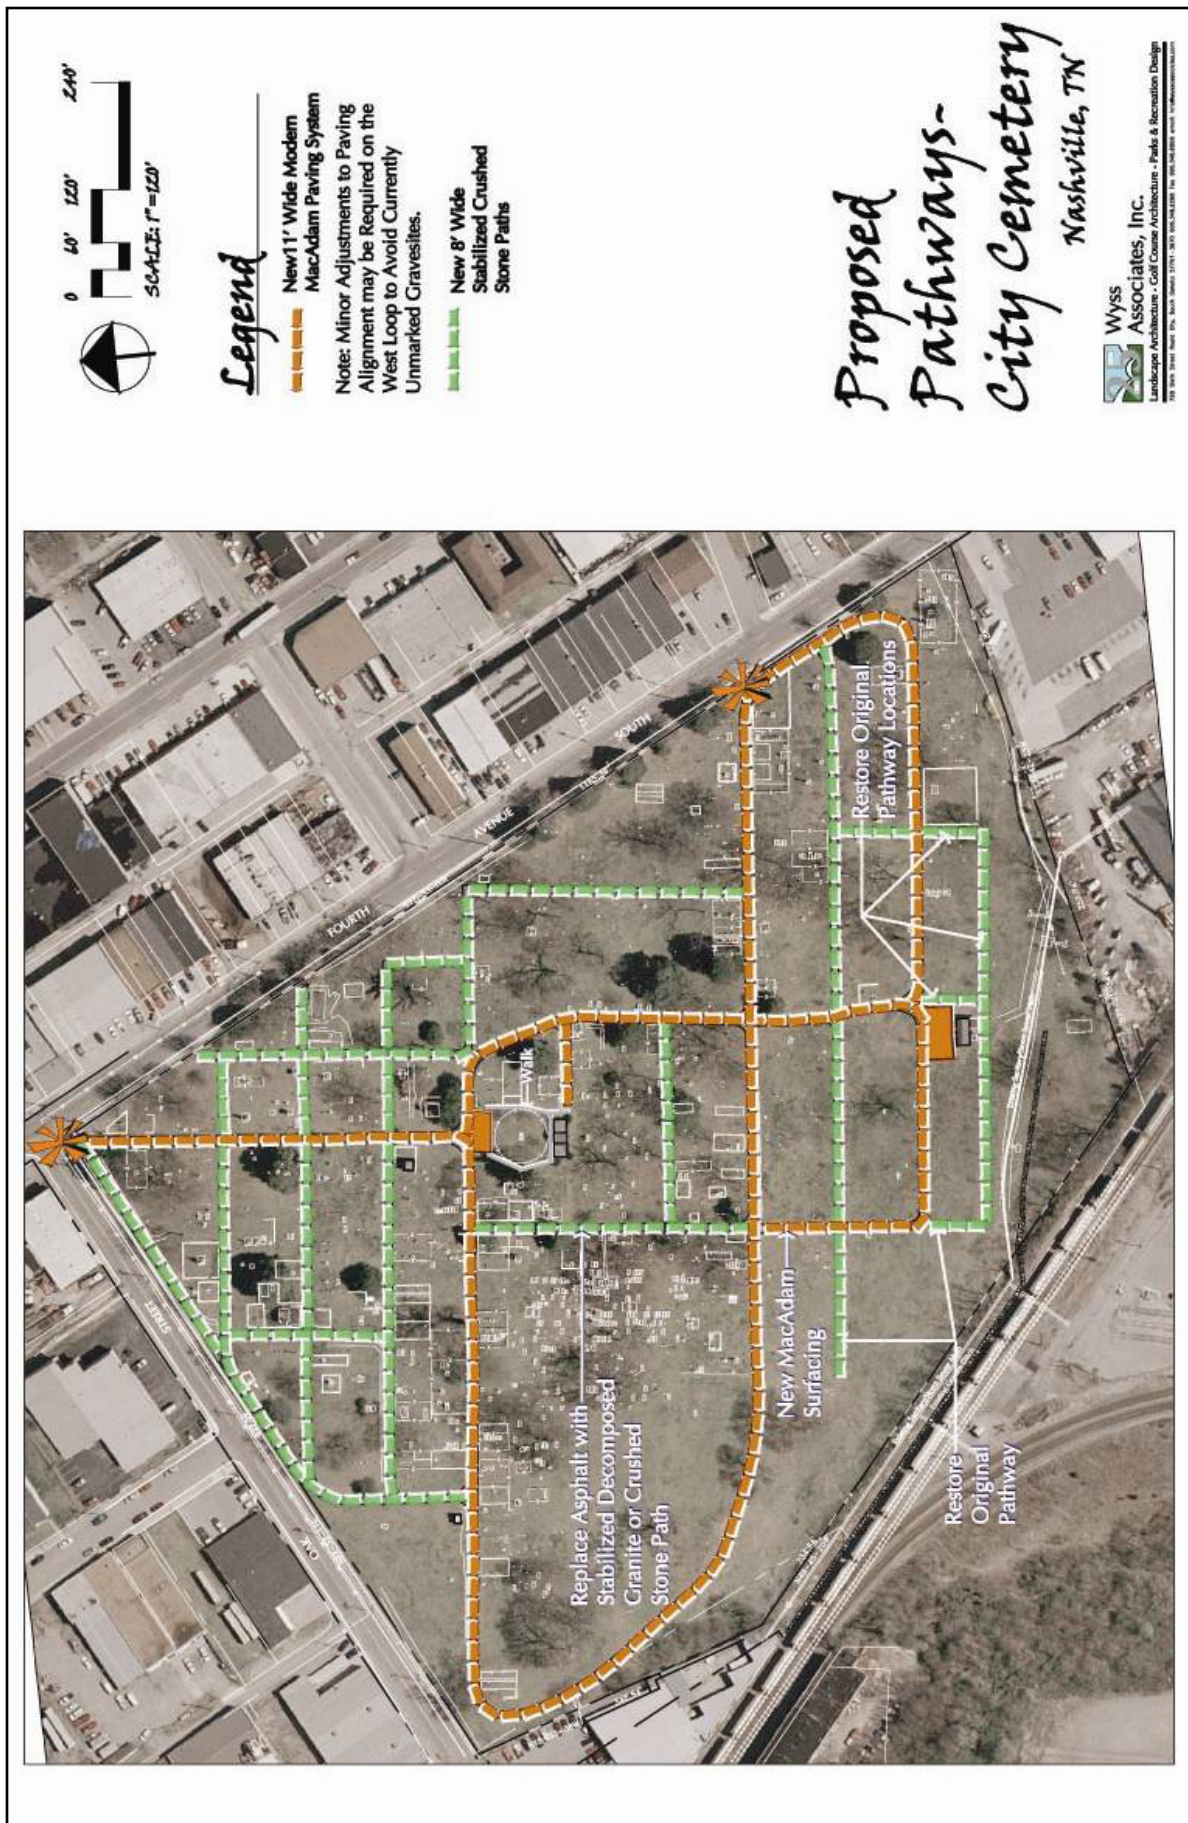 0 60' 120' 240'
SCALE: 1"=120'
Legend
New11' Wide Modern
MacAdam Paving System
Note: Minor Adjustments to Paving
Alignment may be Required on the
West Loop to Avoid Currently
Unmarked Gravesites.
New 8' Wide
Stabilized Crushed
Stone Paths
Proposed
Pathways-
City Cemetery
Nashville, TN
Wyss
Associates, Inc.
Landscape Architecture - Golf Course Architecture - Parks & Recreation Design
STREET
OAK
FOURTH
AVENUE
SOUTH
Walk
Restore Original
Pathway Locations
Replace Asphalt with
Stabilized Decomposed
Granite or Crushed
Stone Path
New MacAdam
Surfacing
Restore
Original
Pathway